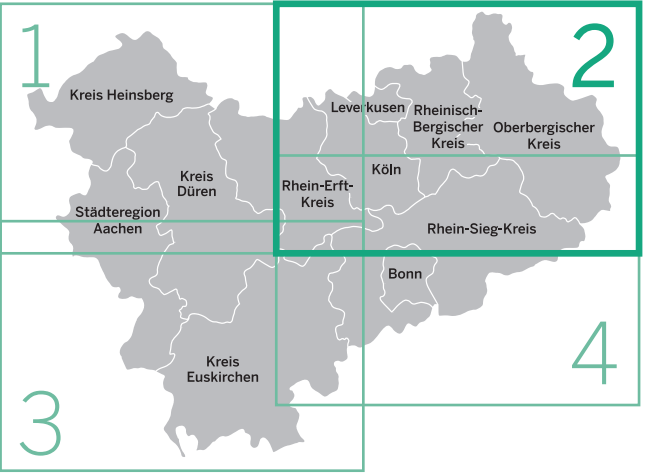 1
2
Kreis Heinsberg
Leverkusen
Rheinisch-
Bergischer
Kreis
Oberbergischer
Kreis
Köln
Kreis
Düren
Rhein-Erft-
Kreis
Städteregion
Aachen
Rhein-Sieg-Kreis
Bonn
Kreis
Euskirchen
3
4